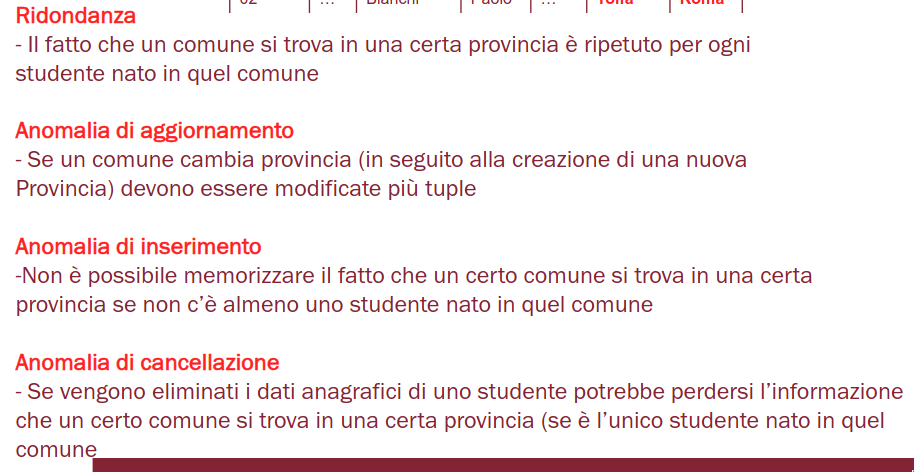 02 ... Bianchi Paolo ... Tolfa Roma
Ridondanza
- Il fatto che un comune si trova in una certa provincia è ripetuto per ogni
studente nato in quel comune
Anomalia di aggiornamento
- Se un comune cambia provincia (in seguito alla creazione di una nuova
Provincia) devono essere modificate più tuple
Anomalia di inserimento
-Non è possibile memorizzare il fatto che un certo comune si trova in una certa
provincia se non c’è almeno uno studente nato in quel comune
Anomalia di cancellazione
- Se vengono eliminati i dati anagrafici di uno studente potrebbe perdersi l’informazione
che un certo comune si trova in una certa provincia (se è l’unico studente nato in quel
comune